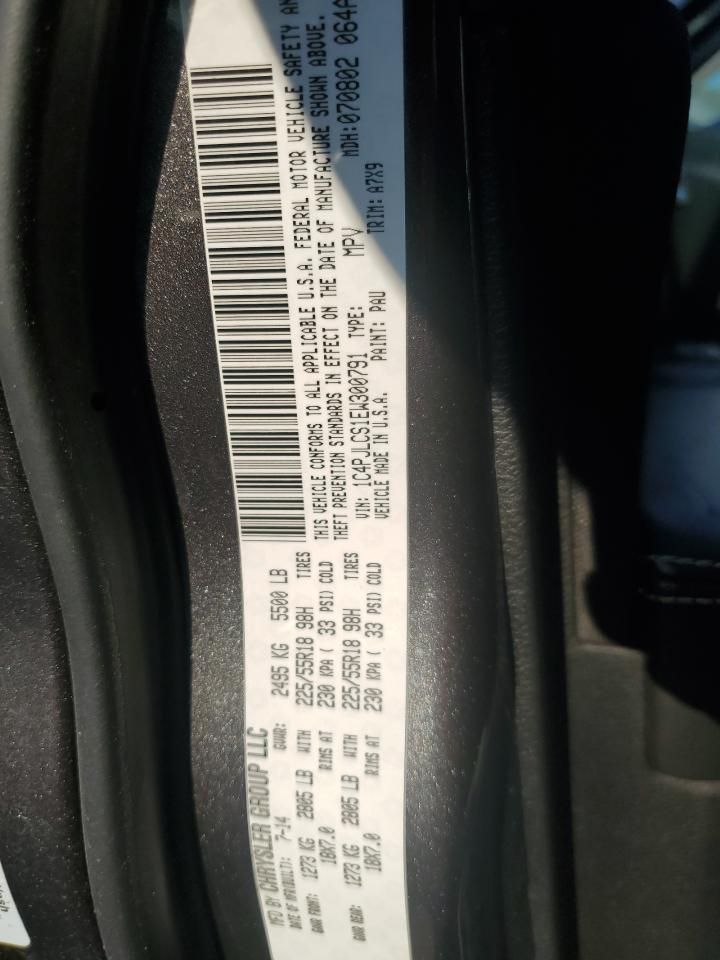 MFD BY CHRYSLER GROUP LLC
DATE OF MFR(BUILT): 7-14 GVWR: 2495 KG 5500 LB
GAWR FRONT: 1273 KG 2805 LB WITH 225/55R18 98H TIRES
18X7.0 RIMS AT 230 KPA ( 33 PSI) COLD
GAWR REAR: 1273 KG 2805 LB WITH 225/55R18 98H TIRES
18X7.0 RIMS AT 230 KPA ( 33 PSI) COLD
THIS VEHICLE CONFORMS TO ALL APPLICABLE U.S.A. FEDERAL MOTOR VEHICLE SAFETY AN
THEFT PREVENTION STANDARDS IN EFFECT ON THE DATE OF MANUFACTURE SHOWN ABOVE.
VIN: 1C4PJLCS1EW300791 TYPE: MPV MDH:070802 064A
VEHICLE MADE IN U.S.A. PAINT: PAU TRIM: A7X9